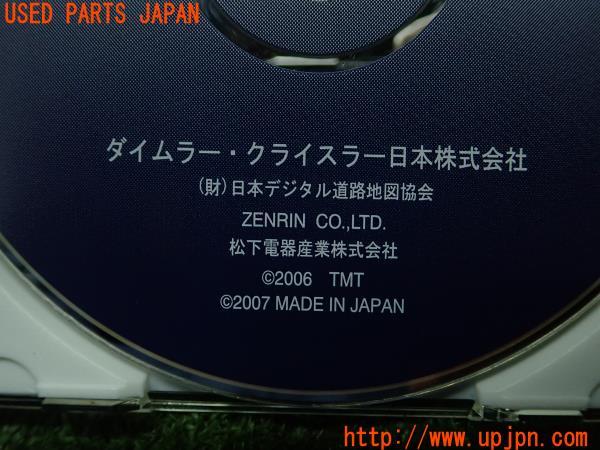 USED PARTS JAPAN
ダイムラー・クライスラー日本株式会社
（財）日本デジタル道路地図協会
ZENRIN CO.,LTD.
松下電器産業株式会社
©2006 TMT
©2007 MADE IN JAPAN
http://www.upjpn.com/